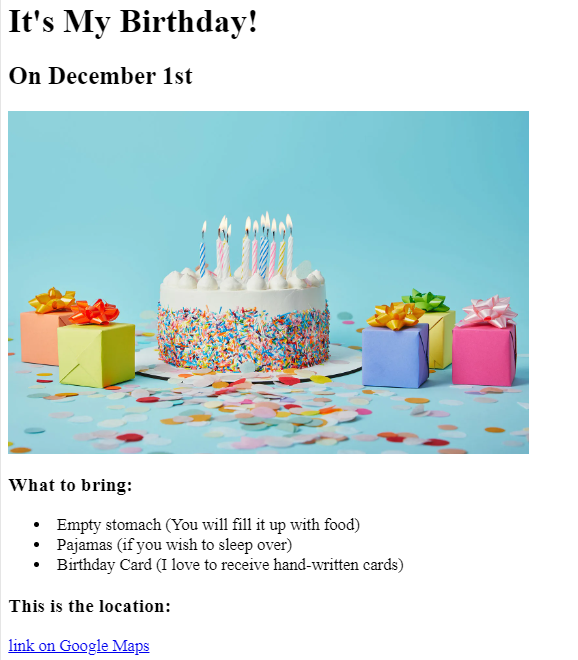 It's My Birthday!
On December 1st
What to bring:
Empty stomach (You will fill it up with food)
Pajamas (if you wish to sleep over)
Birthday Card (I love to receive hand-written cards)
This is the location:
link on Google Maps